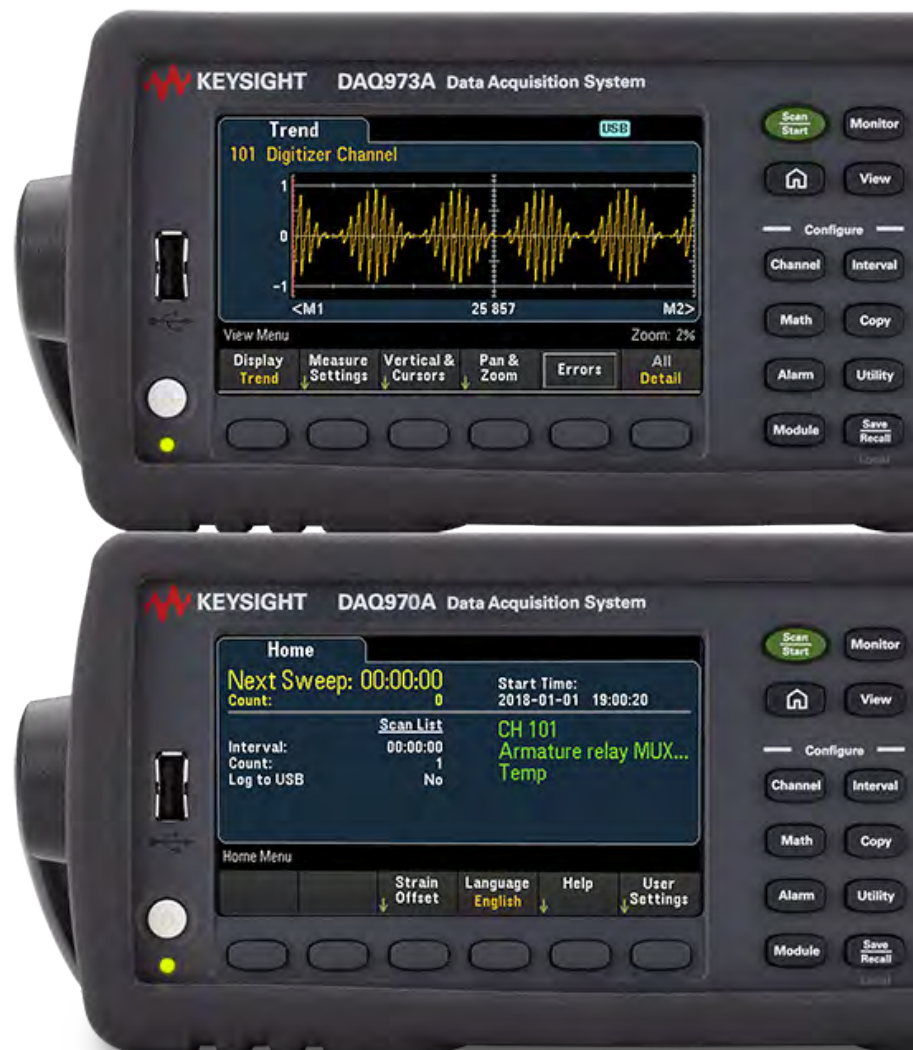 KEYSIGHT DAQ973A Data Acquisition System
Trend USB
101 Digitizer Channel
1
0
-1
<M1 25 857 M2>
View Menu Zoom: 2%
Display Measure Vertical & Pan & Errors All
Trend Settings Cursors Zoom Detail
Scan Start Monitor
View
Configure
Channel Interval
Math Copy
Alarm Utility
Module Save Recall
Local
KEYSIGHT DAQ970A Data Acquisition System
Home
Next Sweep: 00:00:00 Start Time:
Count: 0 2018-01-01 19:00:20
Scan List CH 101
Interval: 00:00:00 Armature relay MUX...
Count: 1 Temp
Log to USB No
Home Menu
Strain Language Help User
Offset English Settings
Scan Start Monitor
View
Configure
Channel Interval
Math Copy
Alarm Utility
Module Save Recall
Local